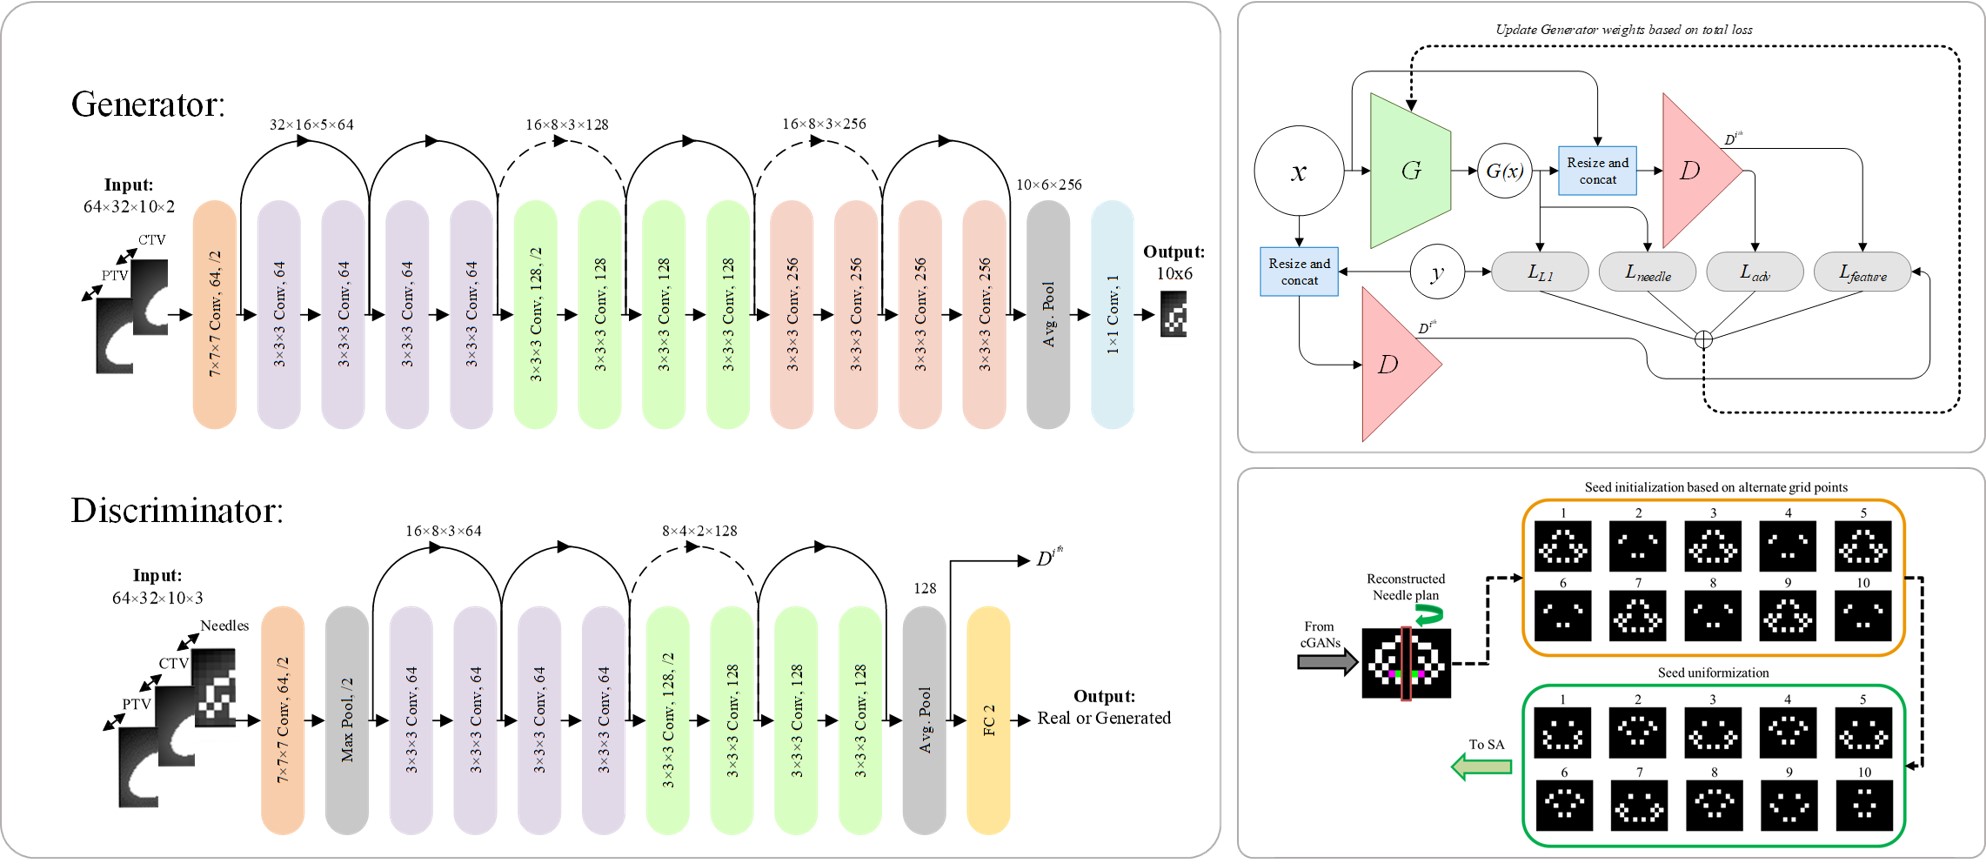 Generator:
32×16×5×64
16×8×3×128
16×8×3×256
10×6×256
Input:
64×32×10×2
CTV
PTV
7×7×7 Conv, 64, /2
3×3×3 Conv, 64
3×3×3 Conv, 64
3×3×3 Conv, 64
3×3×3 Conv, 64
3×3×3 Conv, 128, /2
3×3×3 Conv, 128
3×3×3 Conv, 128
3×3×3 Conv, 128
3×3×3 Conv, 256
3×3×3 Conv, 256
3×3×3 Conv, 256
3×3×3 Conv, 256
Avg. Pool
1×1 Conv, 1
Output:
10x6
Discriminator:
16×8×3×64
8×4×2×128
128
Input:
64×32×10×3
Needles
CTV
PTV
7×7×7 Conv, 64, /2
Max Pool, /2
3×3×3 Conv, 64
3×3×3 Conv, 64
3×3×3 Conv, 64
3×3×3 Conv, 64
3×3×3 Conv, 128, /2
3×3×3 Conv, 128
3×3×3 Conv, 128
3×3×3 Conv, 128
Avg. Pool
FC 2
D^{ith}
Output:
Real or Generated
Update Generator weights based on total loss
x
G
G(x)
Resize and
concat
D
D^{ith}
Resize and
concat
y
L_{L1}
L_{needle}
L_{adv}
L_{feature}
D
D^{ith}
Seed initialization based on alternate grid points
1 2 3 4 5
6 7 8 9 10
Reconstructed
Needle plan
From
cGANs
Seed uniformization
1 2 3 4 5
6 7 8 9 10
To SA